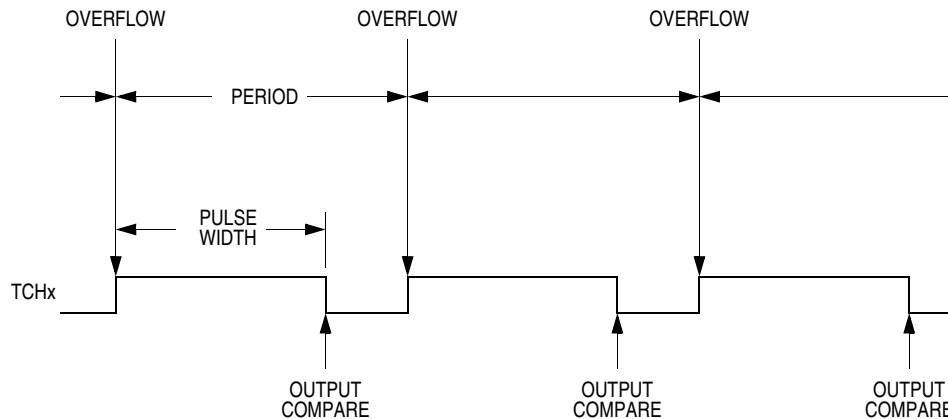 OVERFLOW
OVERFLOW
OVERFLOW
PERIOD
PULSE
WIDTH
TCHx
OUTPUT
COMPARE
OUTPUT
COMPARE
OUTPUT
COMPARE